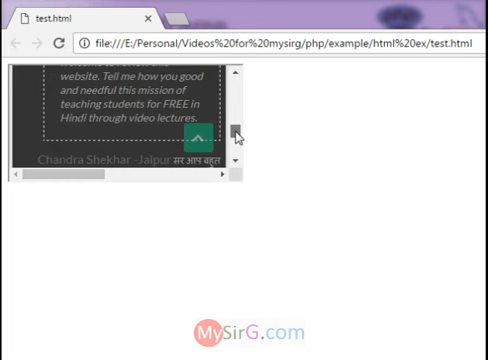 test.html
file:///E:/Personal/Videos%20for%20mysirg/php/example/html%20ex/test.html
website. Tell me how you good
and needful this mission of
teaching students for FREE in
Hindi through video lectures.
Chandra Shekhar -Jaipur सर आप बहुत
MySirG.com